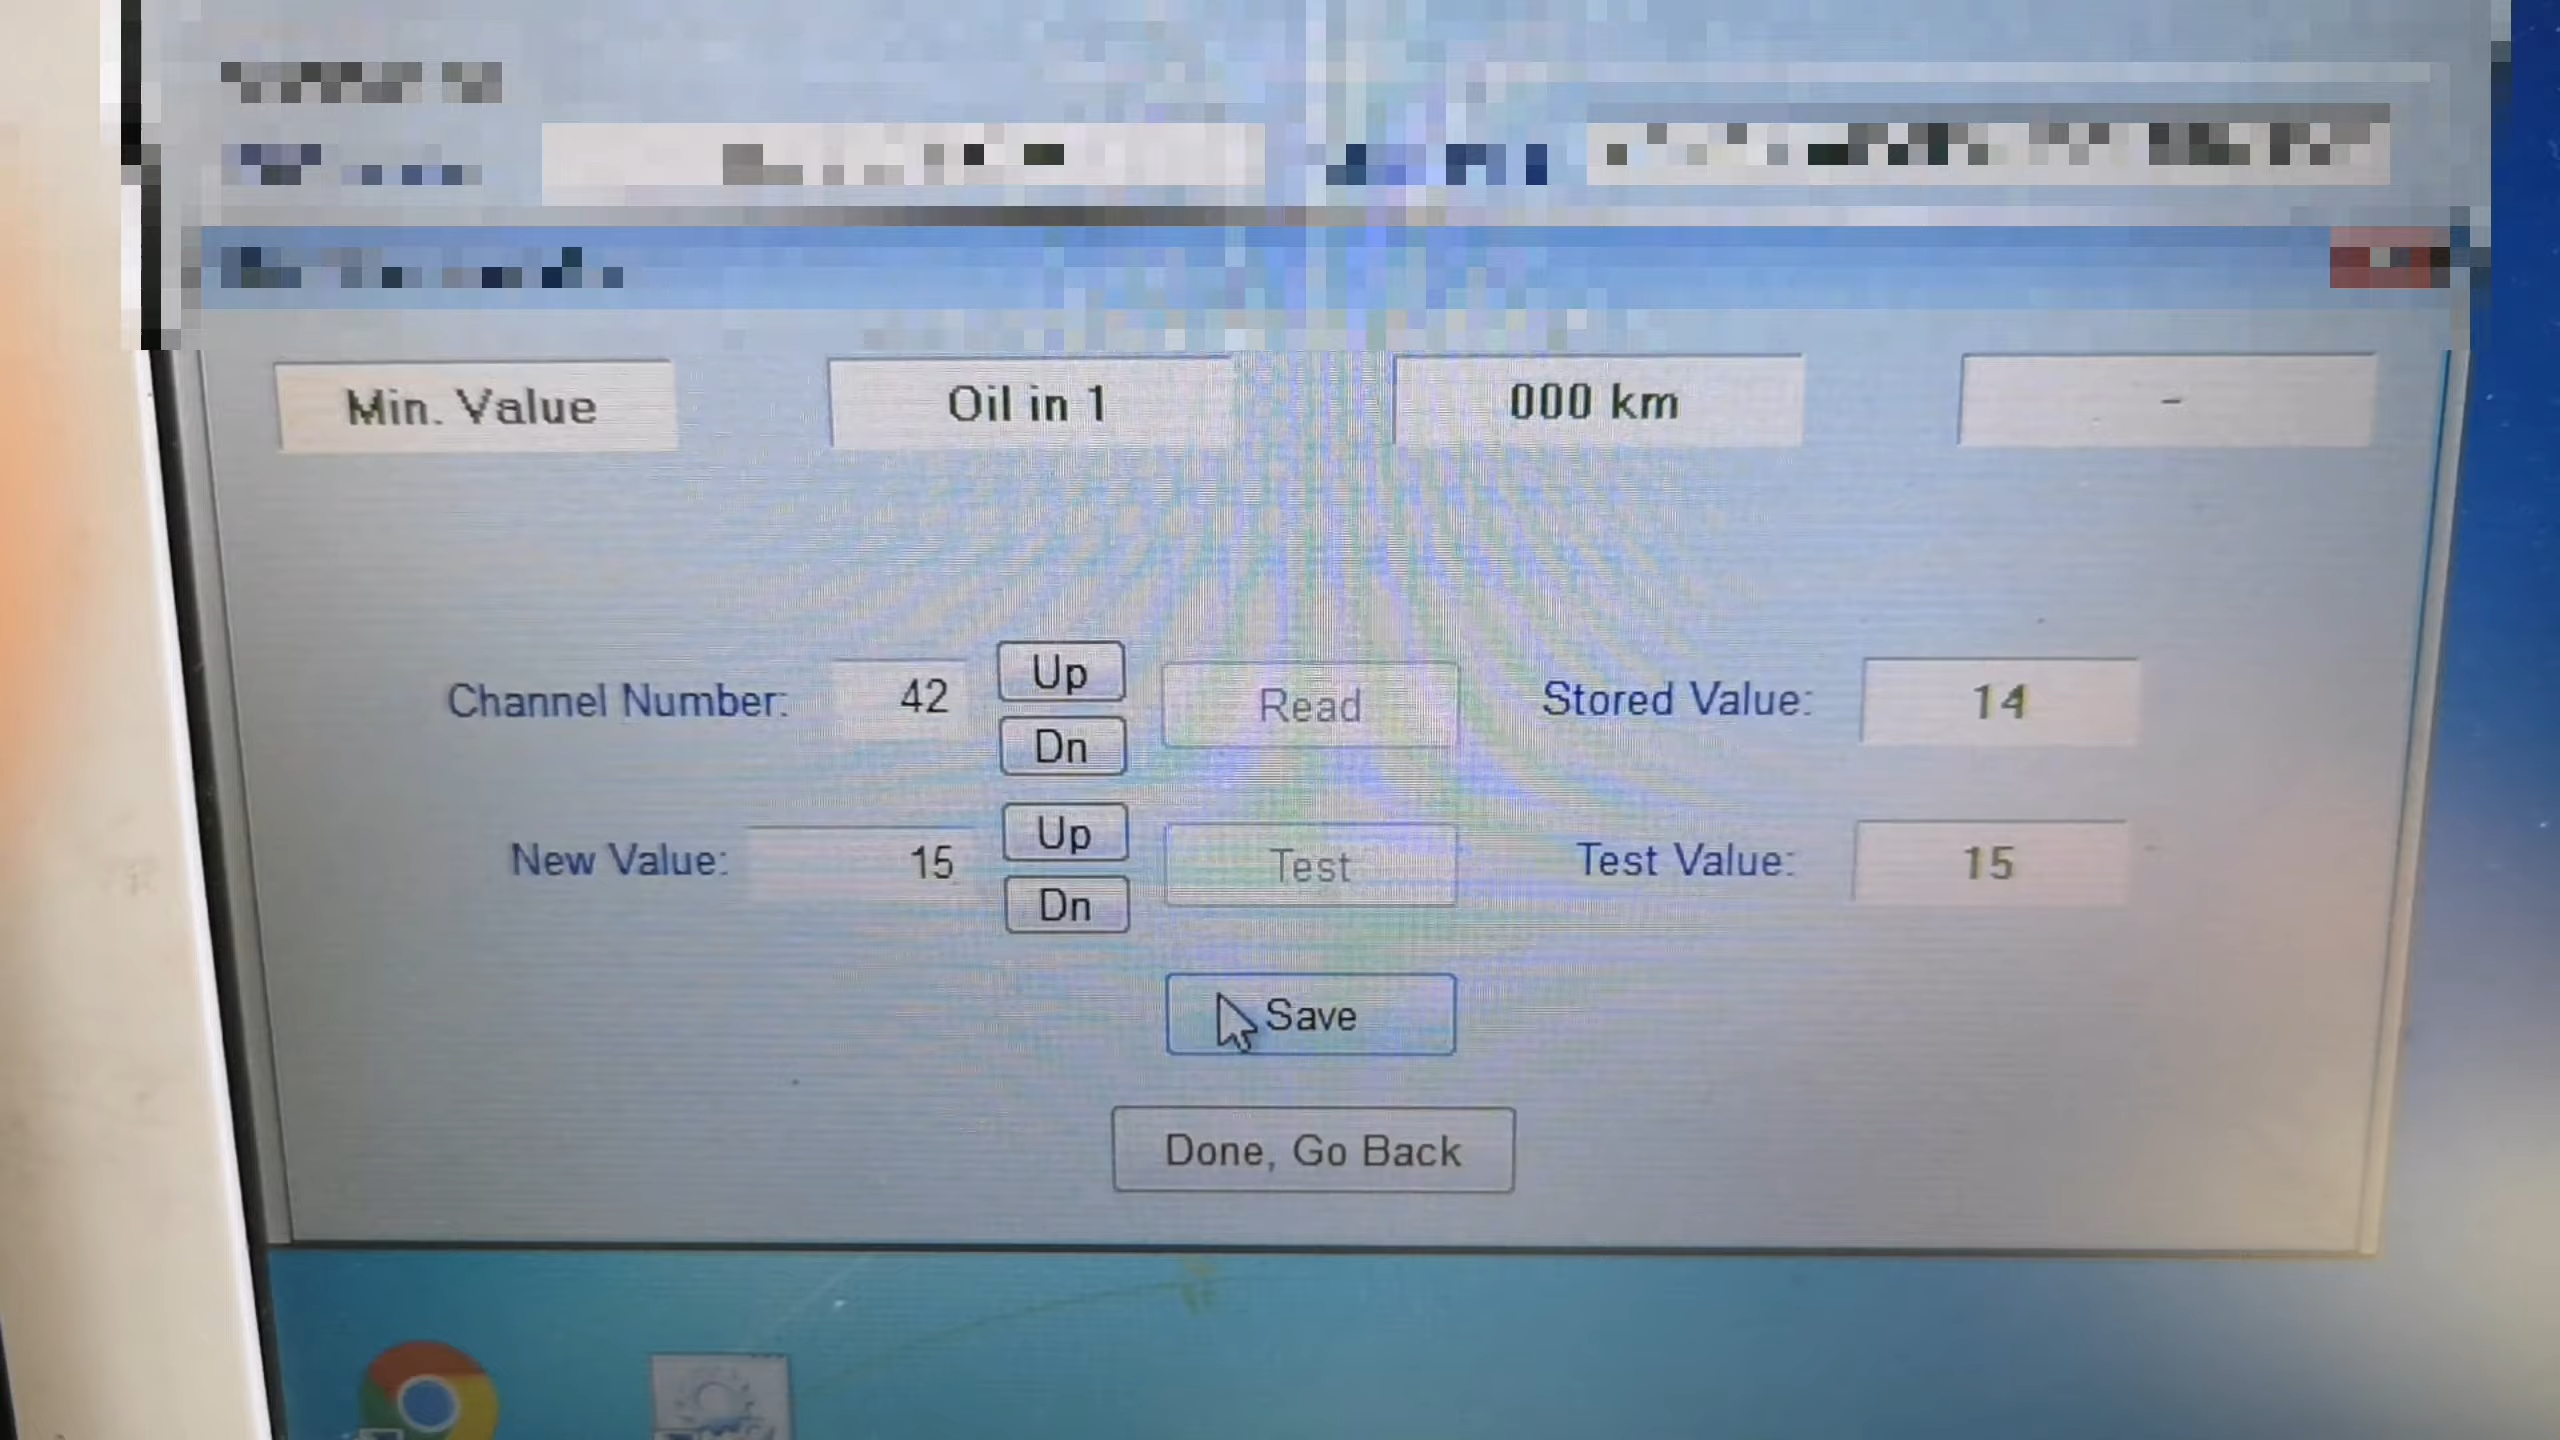 Min. Value Oil in 1 000 km -
Channel Number: 42 Up Dn Read Stored Value: 14
New Value: 15 Up Dn Test Test Value: 15
Save
Done, Go Back